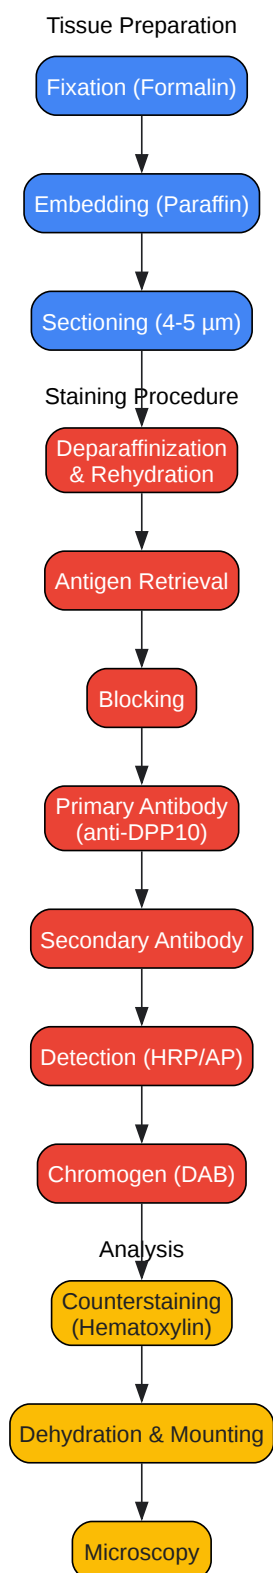 Tissue Preparation
Fixation (Formalin)
Embedding (Paraffin)
Sectioning (4-5 µm)
Staining Procedure
Deparaffinization
& Rehydration
Antigen Retrieval
Blocking
Primary Antibody
(anti-DPP10)
Secondary Antibody
Detection (HRP/AP)
Chromogen (DAB)
Analysis
Counterstaining
(Hematoxylin)
Dehydration & Mounting
Microscopy